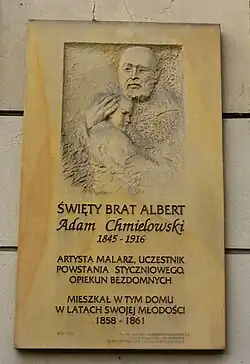 ŚWIĘTY BRAT ALBERT
Adam Chmielowski
1845-1916
ARTYSTA MALARZ, UCZESTNIK
POWSTANIA STYCZNIOWEGO,
OPIEKUN BEZDOMNYCH
MIESZKAŁ W TYM DOMU
W LATACH SWOJEJ MŁODOŚCI
1858-1861